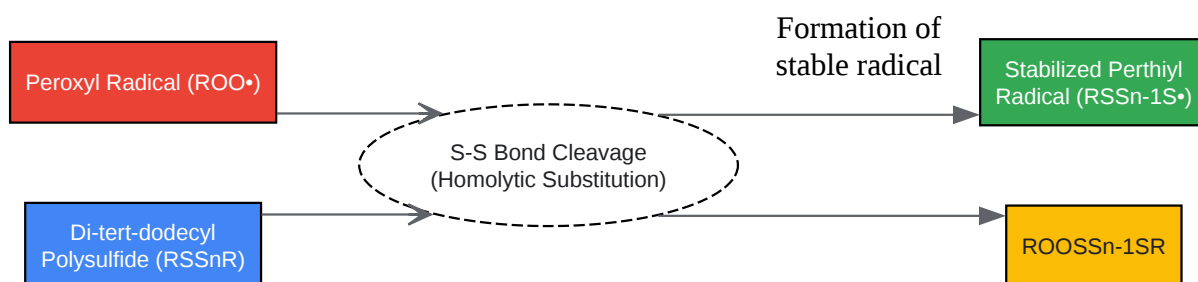 Formation of
stable radical
Peroxyl Radical (ROO•)
Stabilized Perthiyl
Radical (RSSn-1S•)
S-S Bond Cleavage
(Homolytic Substitution)
Di-tert-dodecyl
Polysulfide (RSSnR)
ROOSSn-1SR